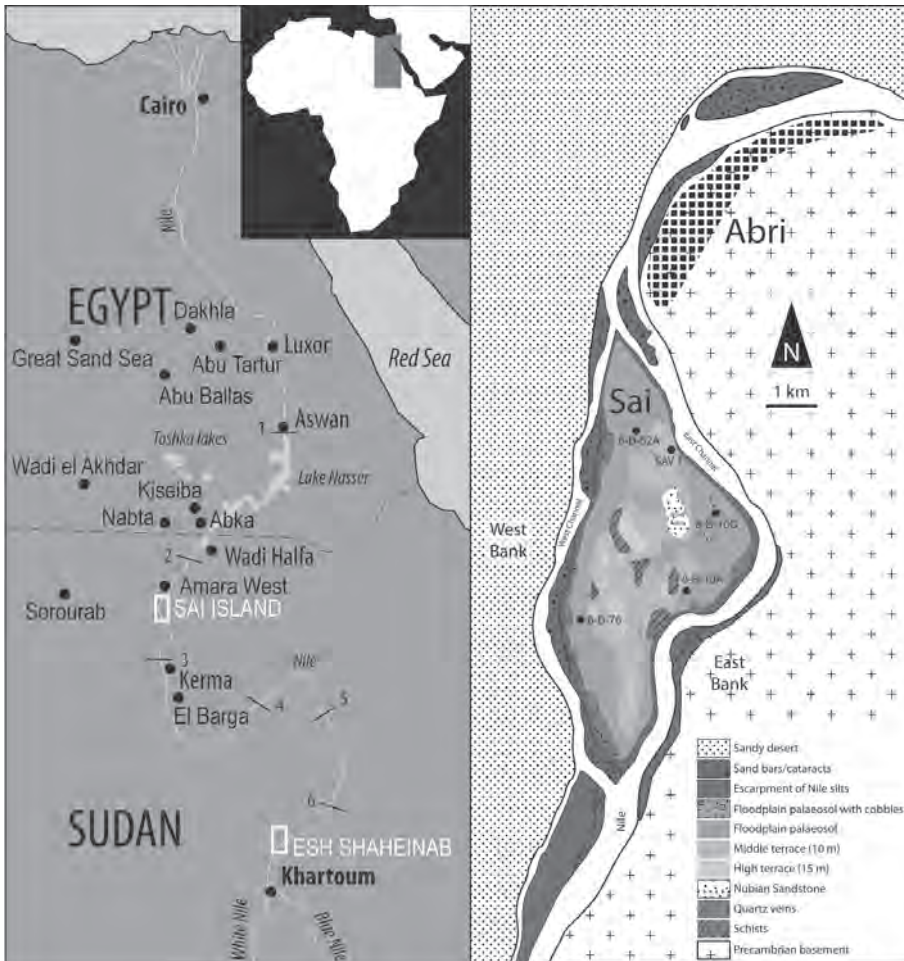 Cairo
Nile
EGYPT
Dakhla
Great Sand Sea
Abu Tartur
Luxor
Red Sea
Abu Ballas
1
Aswan
Toshka lakes
Wadi el Akhdar
Lake Nasser
Kiseiba
Nabta
Abka
2
Wadi Halfa
Amara West
Sorourab
SAI ISLAND
3
Nile
Kerma
4
5
El Barga
6
SUDAN
ESH SHAHEINAB
Khartoum
White Nile
Blue Nile
Abri
N
1 km
Sai
8-B-52A
SAV 1
East Channel
West Channel
West
Bank
8-B-10C
8-B-10A
8-B-76
East
Bank
Nile
Sandy desert
Sand bars/cataracts
Escarpment of Nile silts
Floodplain palaeosol with cobbles
Floodplain palaeosol
Middle terrace (10 m)
High terrace (15 m)
Nubian Sandstone
Quartz veins
Schists
Precambrian basement